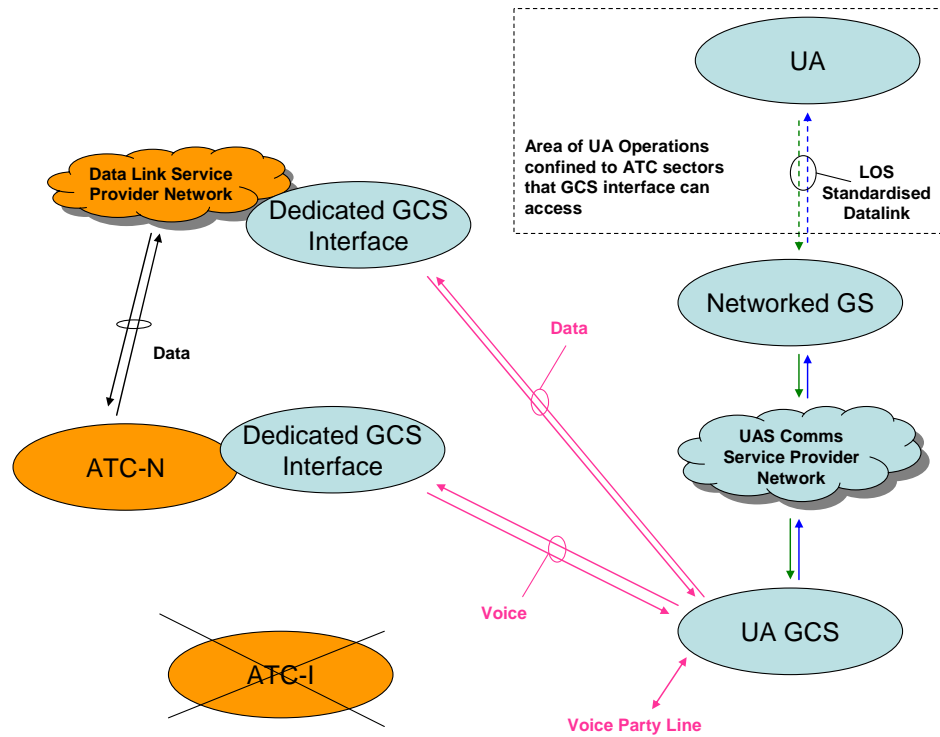 UA
Area of UA Operations
confined to ATC sectors
that GCS interface can
access
LOS
Standardised
Datalink
Data Link Service
Provider Network
Dedicated GCS
Interface
Networked GS
Data
Data
Dedicated GCS
Interface
ATC-N
UAS Comms
Service Provider
Network
Voice
UA GCS
ATC-I
Voice Party Line